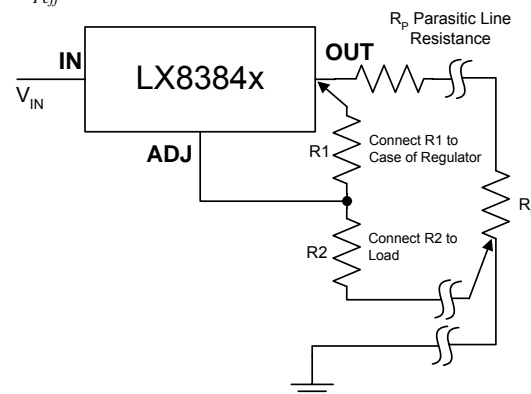 R_P Parasitic Line
Resistance
IN
LX8384x
OUT
V_IN
ADJ
R1
Connect R1 to
Case of Regulator
R2
Connect R2 to
Load